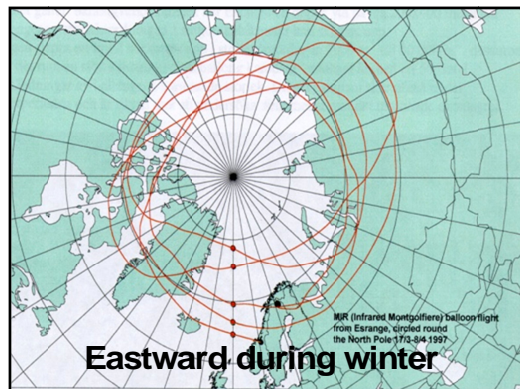 MIR (Infrared Montgolfiere) balloon flight
from Esrange, circled round
the North Pole 17/3-8/4 1997
Eastward during winter